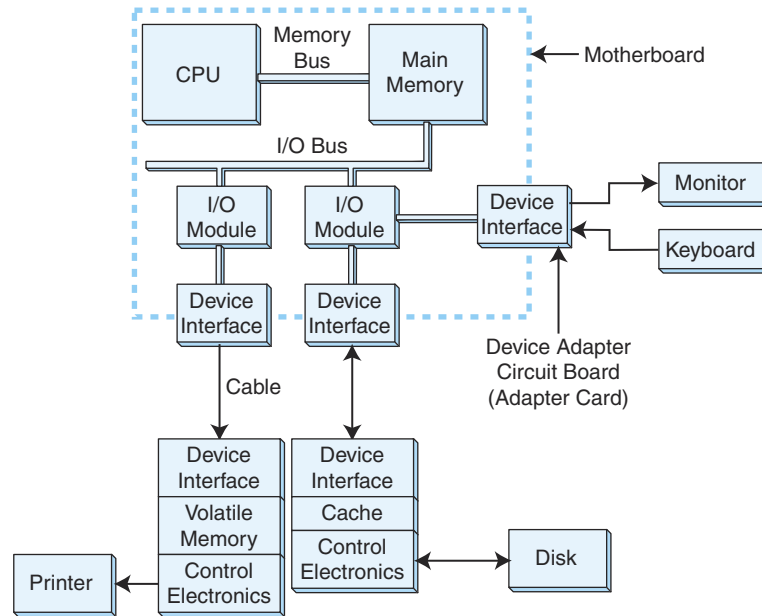 Memory
Bus
CPU
Main
Memory
Motherboard
I/O Bus
I/O
Module
I/O
Module
Device
Interface
Monitor
Keyboard
Device
Interface
Device
Interface
Device Adapter
Circuit Board
(Adapter Card)
Cable
Device
Interface
Volatile
Memory
Control
Electronics
Device
Interface
Cache
Control
Electronics
Printer
Disk